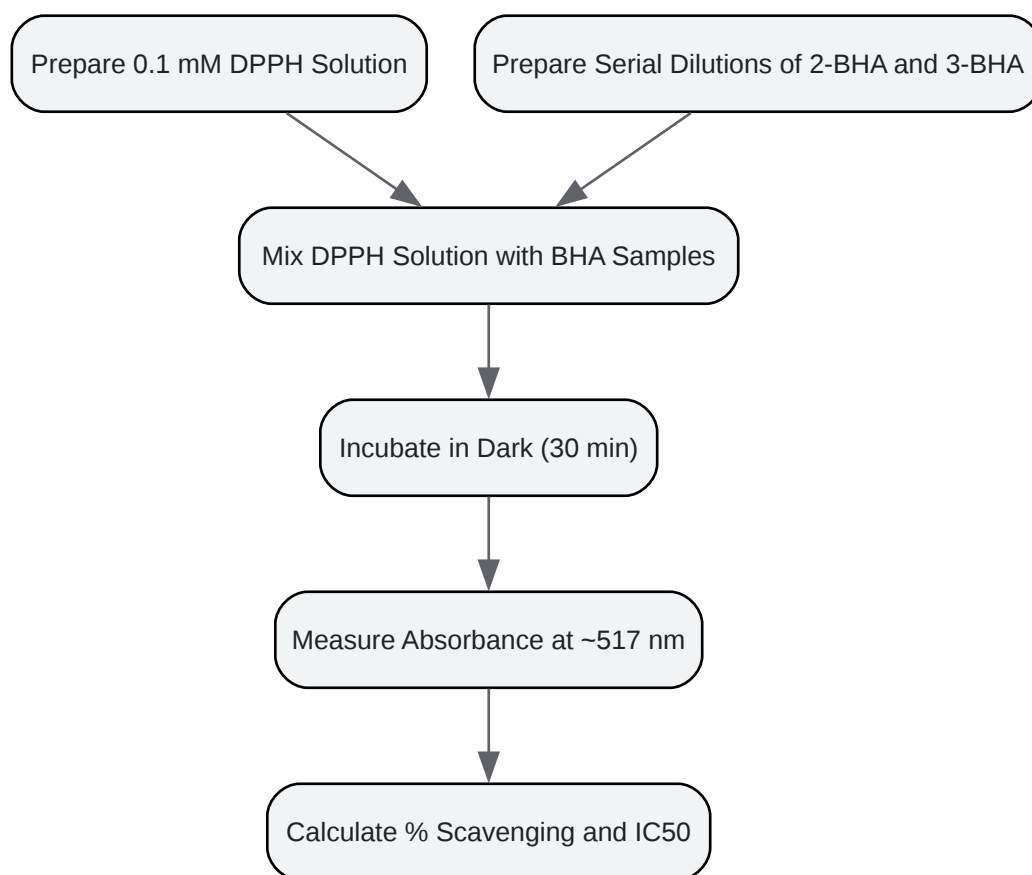 Prepare 0.1 mM DPPH Solution
Prepare Serial Dilutions of 2-BHA and 3-BHA
Mix DPPH Solution with BHA Samples
Incubate in Dark (30 min)
Measure Absorbance at ~517 nm
Calculate % Scavenging and IC50